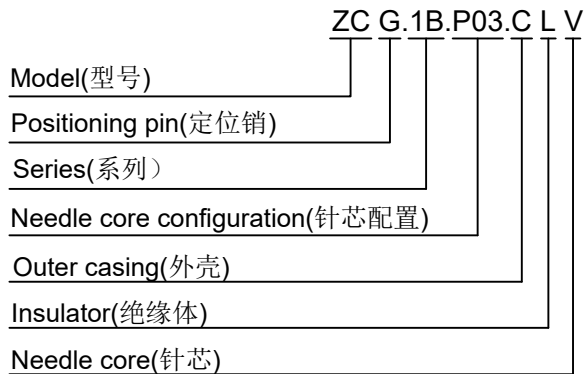 ZC G.1B.P03.C L V
Model(型号)
Positioning pin(定位销)
Series(系列）
Needle core configuration(针芯配置)
Outer casing(外壳)
Insulator(绝缘体)
Needle core(针芯)